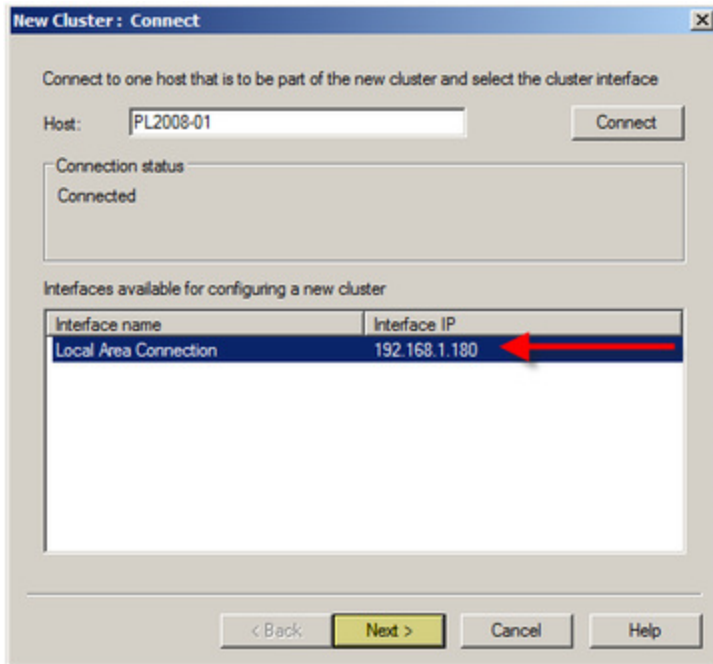 New Cluster : Connect
Connect to one host that is to be part of the new cluster and select the cluster interface
Host: PL2008-01 Connect
Connection status
Connected
Interfaces available for configuring a new cluster
Interface name Interface IP
Local Area Connection 192.168.1.180
< Back Next > Cancel Help